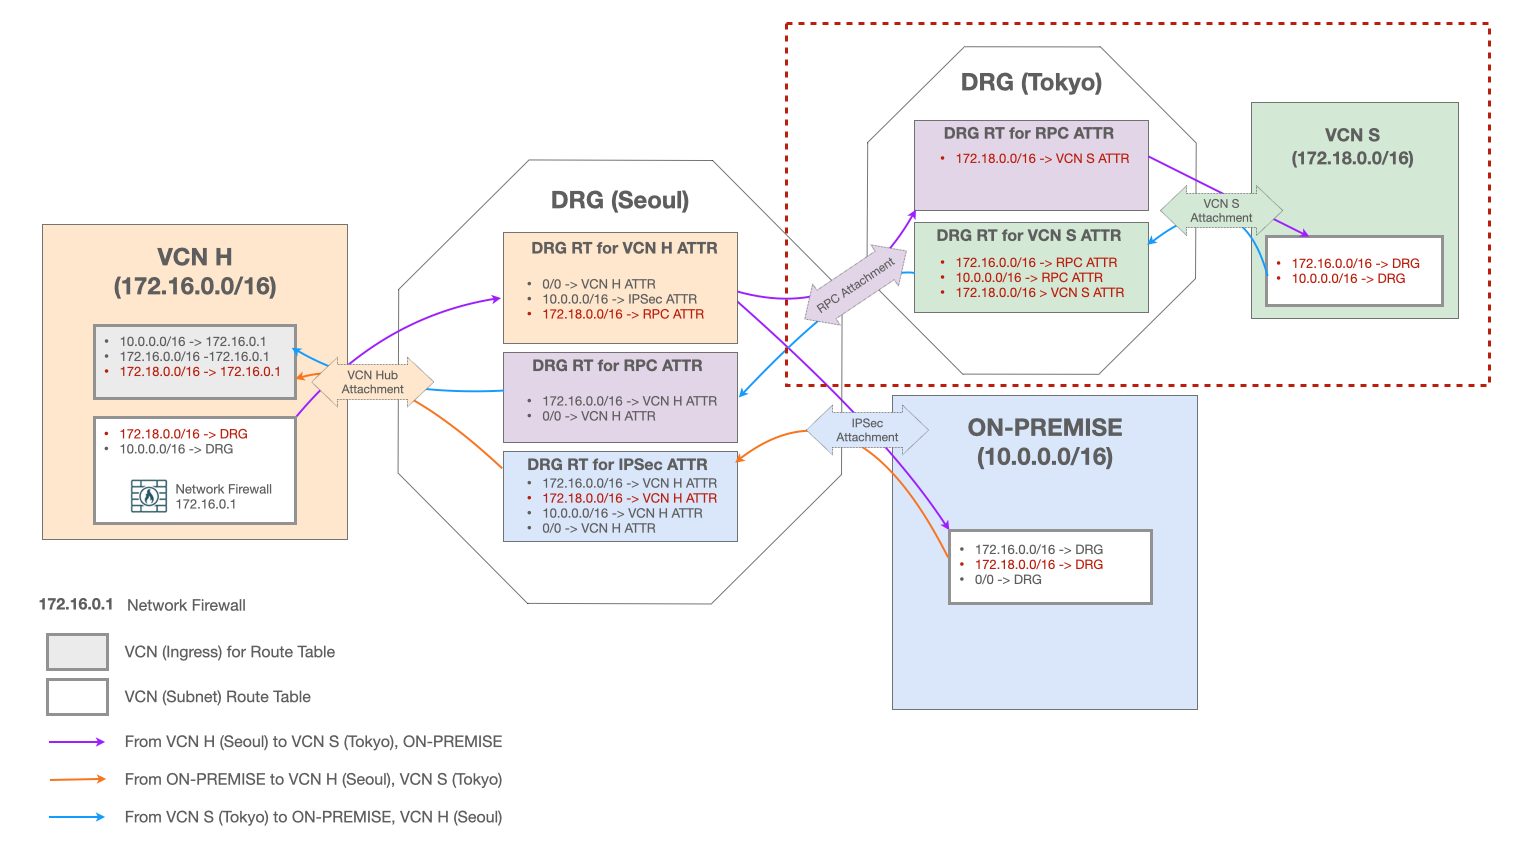 VCN H
(172.16.0.0/16)
• 10.0.0.0/16 -> 172.16.0.1
• 172.16.0.0/16 -172.16.0.1
• 172.18.0.0/16 -> 172.16.0.1
• 172.18.0.0/16 -> DRG
• 10.0.0.0/16 -> DRG
Network Firewall
172.16.0.1
VCN Hub
Attachment
DRG (Seoul)
DRG RT for VCN H ATTR
• 0/0 -> VCN H ATTR
• 10.0.0.0/16 -> IPSec ATTR
• 172.18.0.0/16 -> RPC ATTR
DRG RT for RPC ATTR
• 172.16.0.0/16 -> VCN H ATTR
• 0/0 -> VCN H ATTR
DRG RT for IPSec ATTR
• 172.16.0.0/16 -> VCN H ATTR
• 172.18.0.0/16 -> VCN H ATTR
• 10.0.0.0/16 -> VCN H ATTR
• 0/0 -> VCN H ATTR
RPC Attachment
DRG (Tokyo)
DRG RT for RPC ATTR
• 172.18.0.0/16 -> VCN S ATTR
DRG RT for VCN S ATTR
• 172.16.0.0/16 -> RPC ATTR
• 10.0.0.0/16 -> RPC ATTR
• 172.18.0.0/16 > VCN S ATTR
VCN S
Attachment
VCN S
(172.18.0.0/16)
• 172.16.0.0/16 -> DRG
• 10.0.0.0/16 -> DRG
IPSec
Attachment
ON-PREMISE
(10.0.0.0/16)
• 172.16.0.0/16 -> DRG
• 172.18.0.0/16 -> DRG
• 0/0 -> DRG
172.16.0.1 Network Firewall
VCN (Ingress) for Route Table
VCN (Subnet) Route Table
From VCN H (Seoul) to VCN S (Tokyo), ON-PREMISE
From ON-PREMISE to VCN H (Seoul), VCN S (Tokyo)
From VCN S (Tokyo) to ON-PREMISE, VCN H (Seoul)